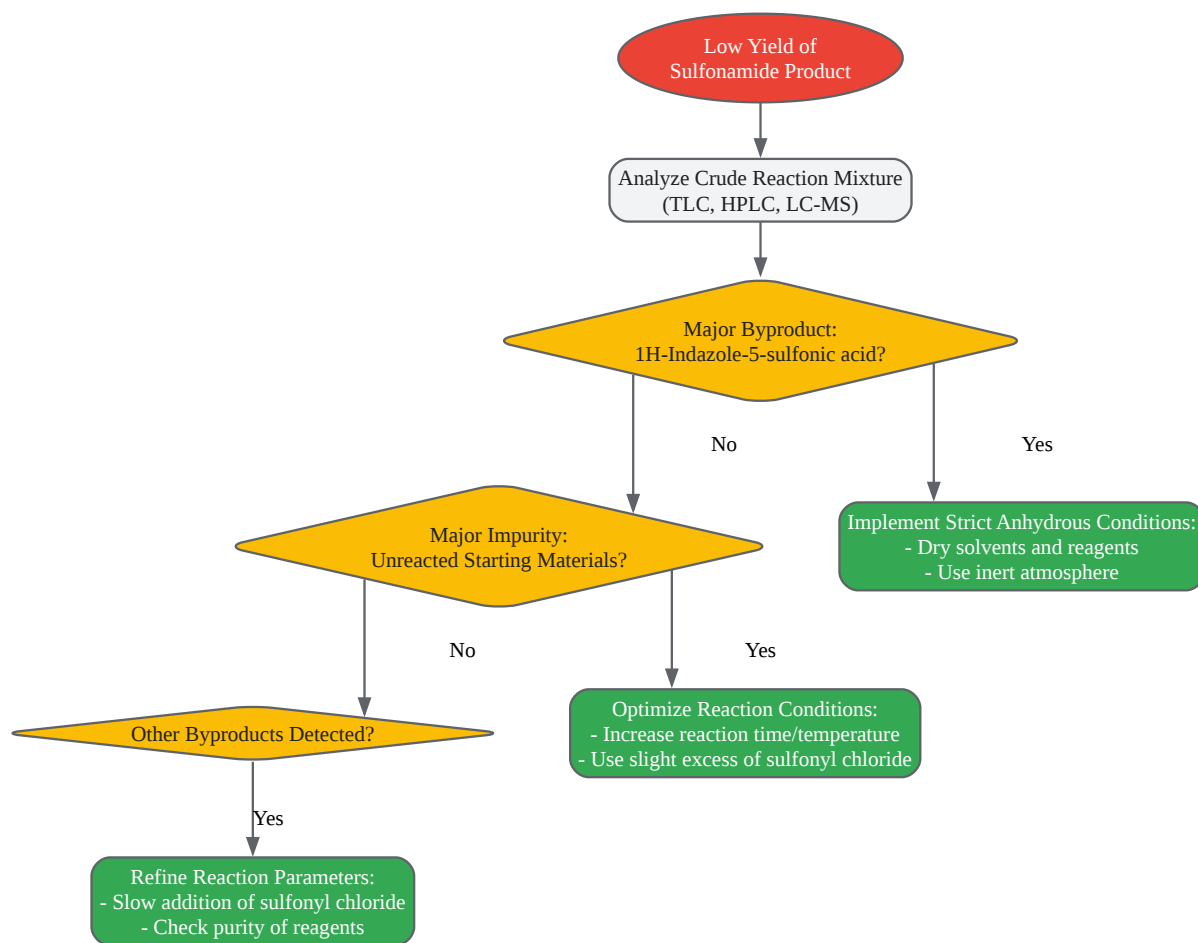 Low Yield of
Sulfonamide Product
Analyze Crude Reaction Mixture
(TLC, HPLC, LC-MS)
Major Byproduct:
1H-Indazole-5-sulfonic acid?
No
Yes
Major Impurity:
Unreacted Starting Materials?
Implement Strict Anhydrous Conditions:
- Dry solvents and reagents
- Use inert atmosphere
No
Yes
Other Byproducts Detected?
Optimize Reaction Conditions:
- Increase reaction time/temperature
- Use slight excess of sulfonyl chloride
Yes
Refine Reaction Parameters:
- Slow addition of sulfonyl chloride
- Check purity of reagents